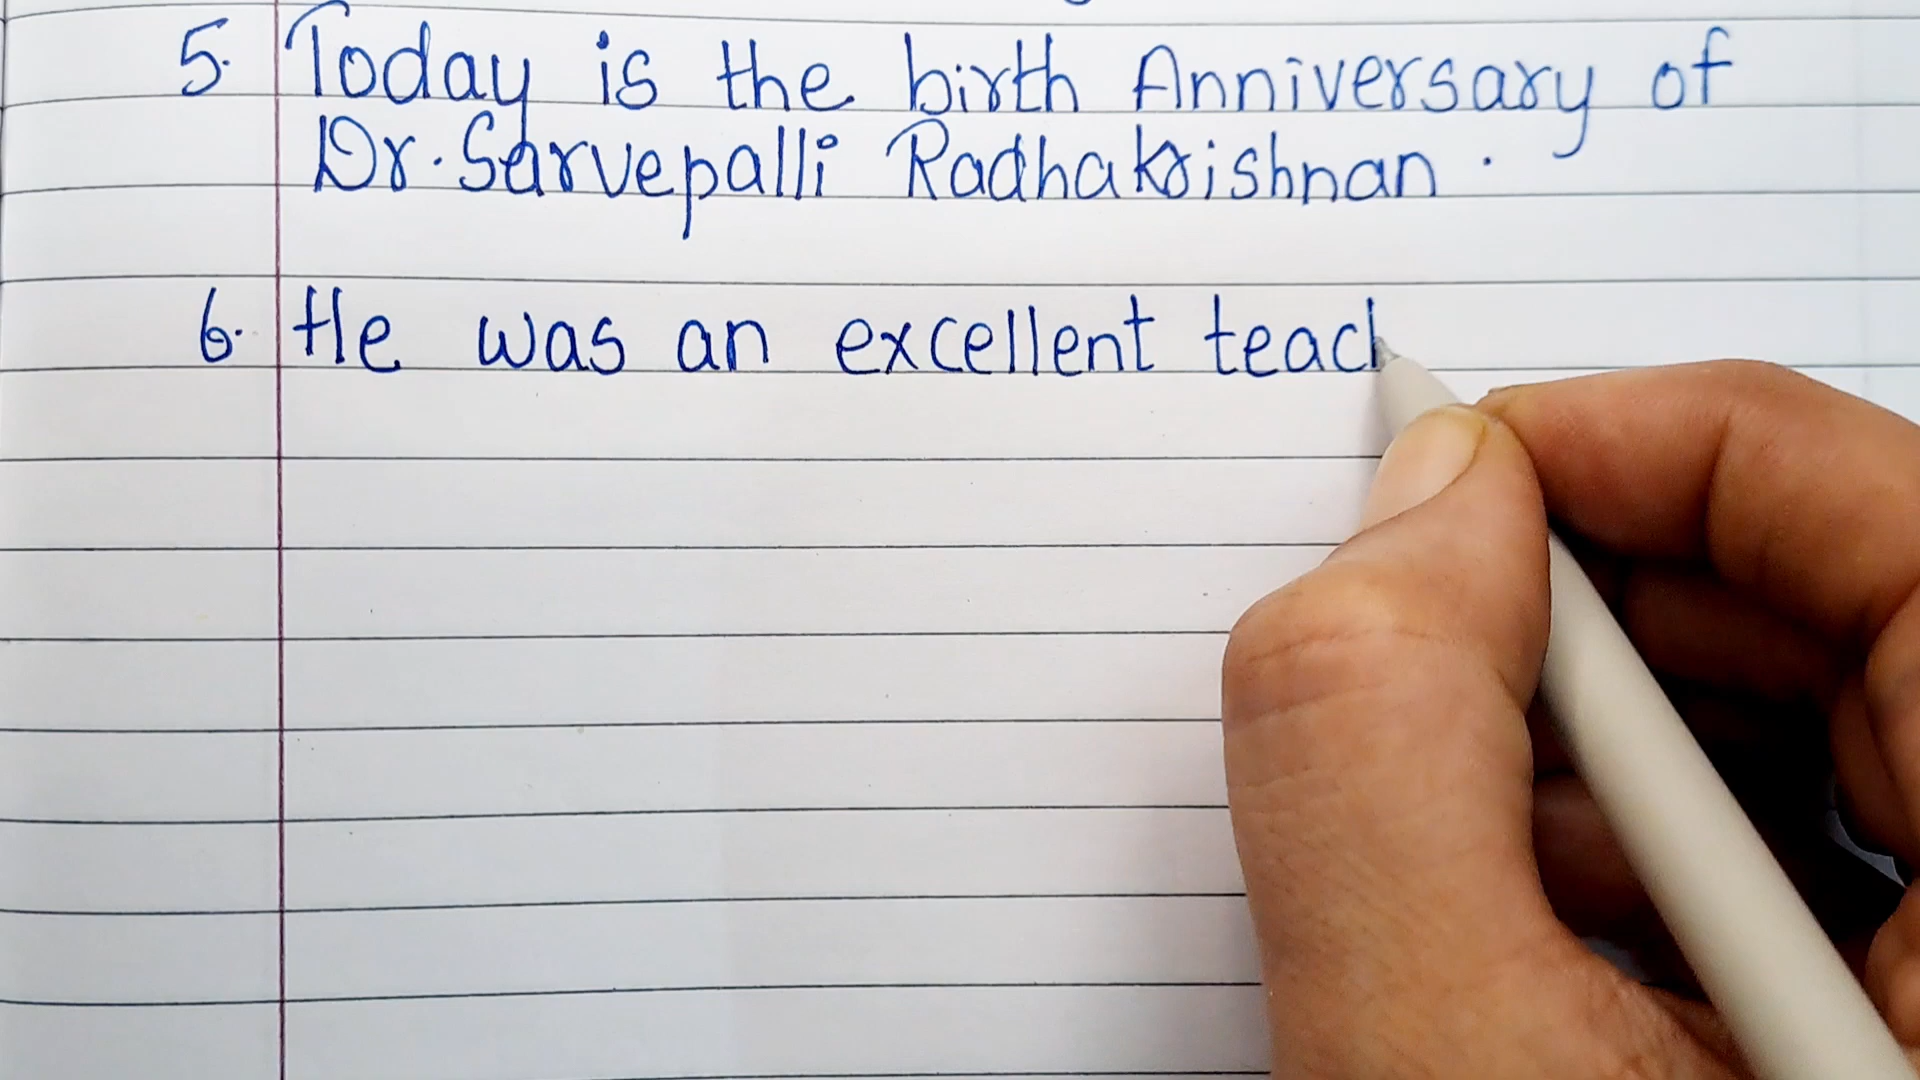 5. Today is the birth Anniversary of
Dr. Sarvepalli Radhakrishnan.
6. He was an excellent teach